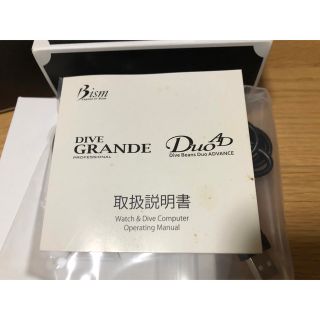 Bism
DIVE
GRANDE
PROFESSIONAL
Duo AD
Dive Beans Duo ADVANCE
取扱説明書
Watch & Dive Computer
Operating Manual